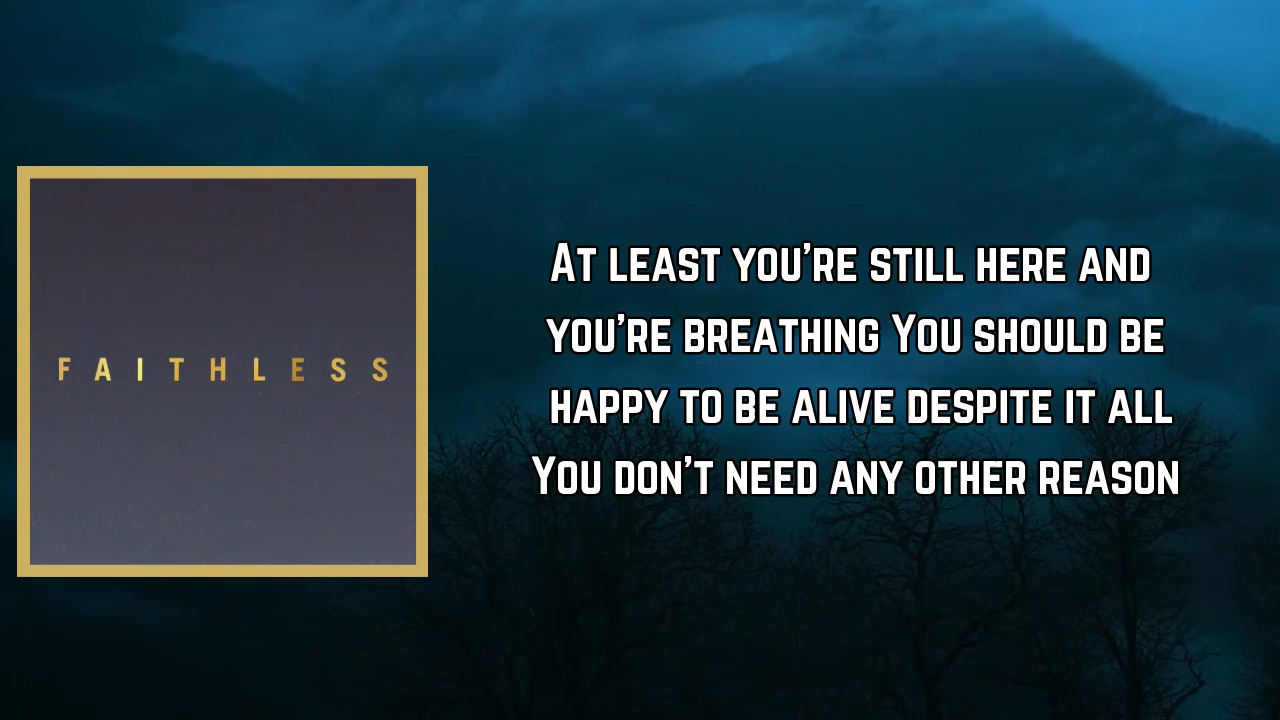 FAITHLESS
At least you're still here and
you're breathing You should be
happy to be alive despite it all
You don't need any other reason